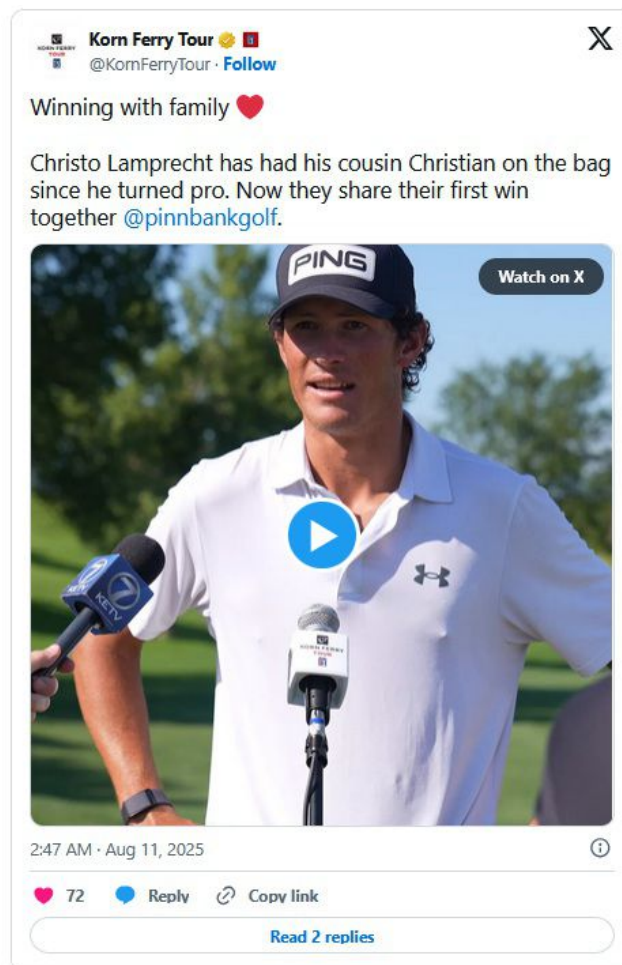 Korn Ferry Tour
@KornFerryTour · Follow
Winning with family
Christo Lamprecht has had his cousin Christian on the bag
since he turned pro. Now they share their first win
together @pinnbankgolf.
Watch on X
PING
7
KETV
KORN FERRY
TOUR
2:47 AM · Aug 11, 2025
72
Reply
Copy link
Read 2 replies